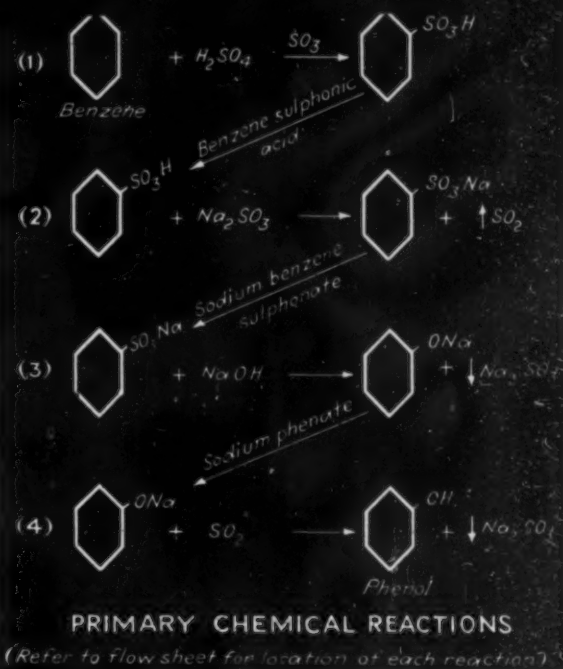 (1) Benzene + H₂SO₄ SO₃ → SO₃H
Benzene sulphonic acid
(2) SO₃H + Na₂SO₃ → SO₃Na + ↑SO₂
Sodium benzene sulphonate
(3) SO₃Na + NaOH → ONa + ↓
Sodium phenate
(4) ONa + SO₂ → OH + ↓
Phenol
PRIMARY CHEMICAL REACTIONS
(Refer to flow sheet for location of each reaction)